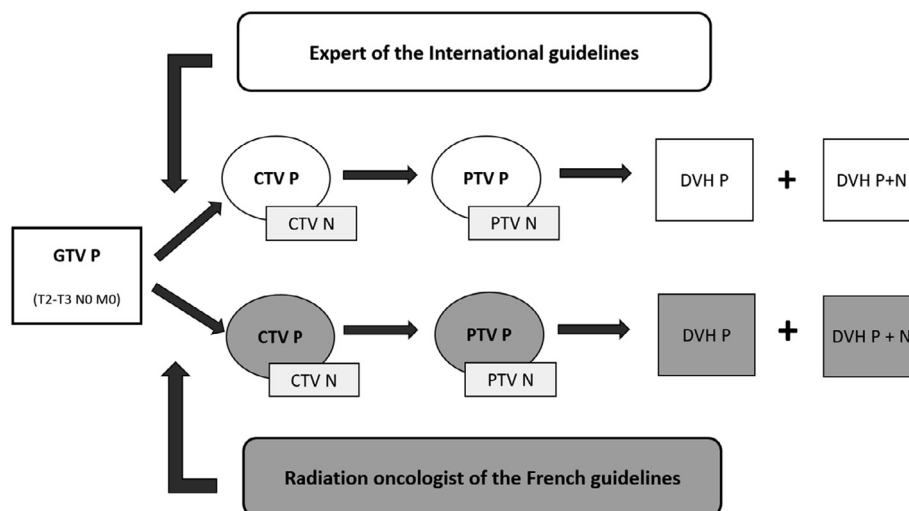 Expert of the International guidelines
CTV P
PTV P
DVH P
+
DVH P+N
CTV N
PTV N
GTV P
(T2-T3 N0 M0)
CTV P
PTV P
DVH P
+
DVH P + N
CTV N
PTV N
Radiation oncologist of the French guidelines